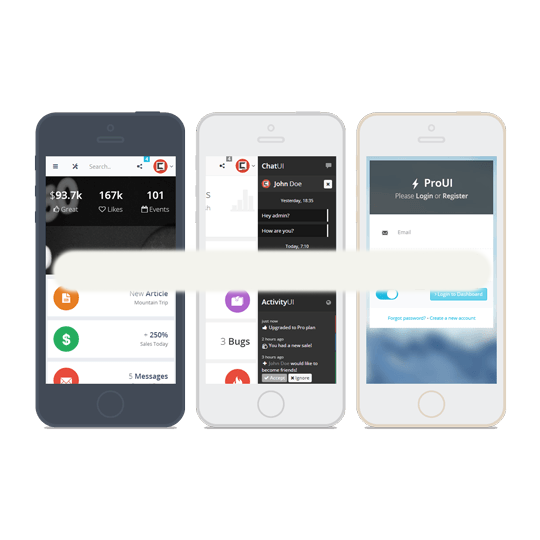 Search...
4
$93.7k
167k
101
Great
Likes
Events
New Article
Mountain Trip
+ 250%
Sales Today
5 Messages
4
3 Bugs
ChatUI
John Doe
Yesterday, 18:35
Hey admin?
How are you?
Today, 7:10
ActivityUI
just now
Upgraded to Pro plan
2 hours ago
You had a new sale!
3 hours ago
John Doe would like to
become friends!
Accept
Ignore
ProUI
Please Login or Register
Email
Login to Dashboard
Forgot password? • Create a new account